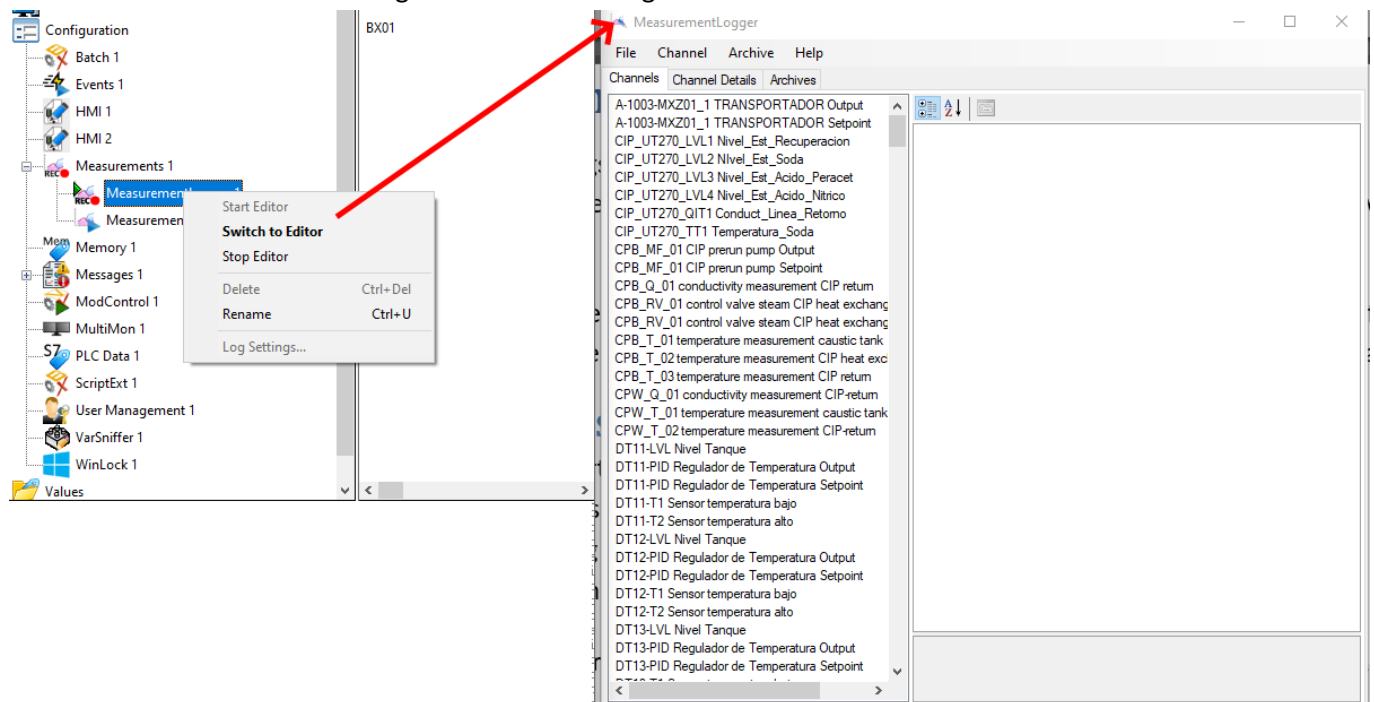 Configuration
Batch 1
Events 1
HMI 1
HMI 2
Measurements 1
REC
REC
Measuremen
Mem
Memory 1
Messages 1
ModControl 1
MultiMon 1
S7
PLC Data 1
ScriptExt 1
User Management 1
VarSniffer 1
WinLock 1
Values
BX01
Start Editor
Switch to Editor
Stop Editor
Delete Ctrl+Del
Rename Ctrl+U
Log Settings...
MeasurementLogger
File Channel Archive Help
Channels Channel Details Archives
A-1003-MXZ01_1 TRANSPORTADOR Output
A-1003-MXZ01_1 TRANSPORTADOR Setpoint
CIP_UT270_LVL1 Nivel_Est_Recuperacion
CIP_UT270_LVL2 NIvel_Est_Soda
CIP_UT270_LVL3 Nivel_Est_Acido_Peracet
CIP_UT270_LVL4 Nivel_Est_Acido_Nitrico
CIP_UT270_QIT1 Conduct_Linea_Retorno
CIP_UT270_TT1 Temperatura_Soda
CPB_MF_01 CIP prerun pump Output
CPB_MF_01 CIP prerun pump Setpoint
CPB_Q_01 conductivity measurement CIP return
CPB_RV_01 control valve steam CIP heat exchang
CPB_RV_01 control valve steam CIP heat exchang
CPB_T_01 temperature measurement caustic tank
CPB_T_02 temperature measurement CIP heat exc
CPB_T_03 temperature measurement CIP return
CPW_Q_01 conductivity measurement CIP-return
CPW_T_01 temperature measurement caustic tank
CPW_T_02 temperature measurement CIP-return
DT11-LVL Nivel Tanque
DT11-PID Regulador de Temperatura Output
DT11-PID Regulador de Temperatura Setpoint
DT11-T1 Sensor temperatura bajo
DT11-T2 Sensor temperatura alto
DT12-LVL Nivel Tanque
DT12-PID Regulador de Temperatura Output
DT12-PID Regulador de Temperatura Setpoint
DT12-T1 Sensor temperatura bajo
DT12-T2 Sensor temperatura alto
DT13-LVL Nivel Tanque
DT13-PID Regulador de Temperatura Output
DT13-PID Regulador de Temperatura Setpoint